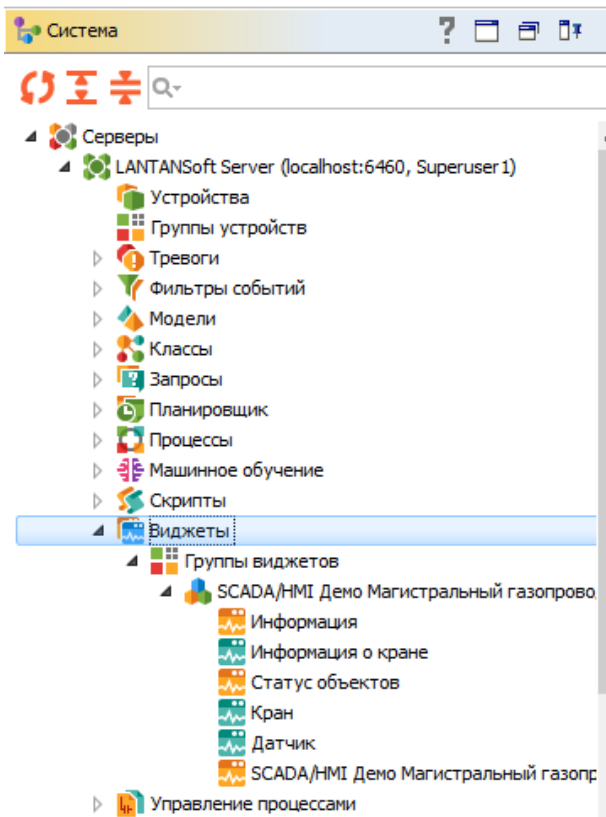 Система
Серверы
LANTANSoft Server (localhost:6460, Superuser1)
Устройства
Группы устройств
Тревоги
Фильтры событий
Модели
Классы
Запросы
Планировщик
Процессы
Машинное обучение
Скрипты
Виджеты
Группы виджетов
SCADA/HMI Демо Магистральный газопрово
Информация
Информация о кране
Статус объектов
Кран
Датчик
SCADA/HMI Демо Магистральный газопр
Управление процессами